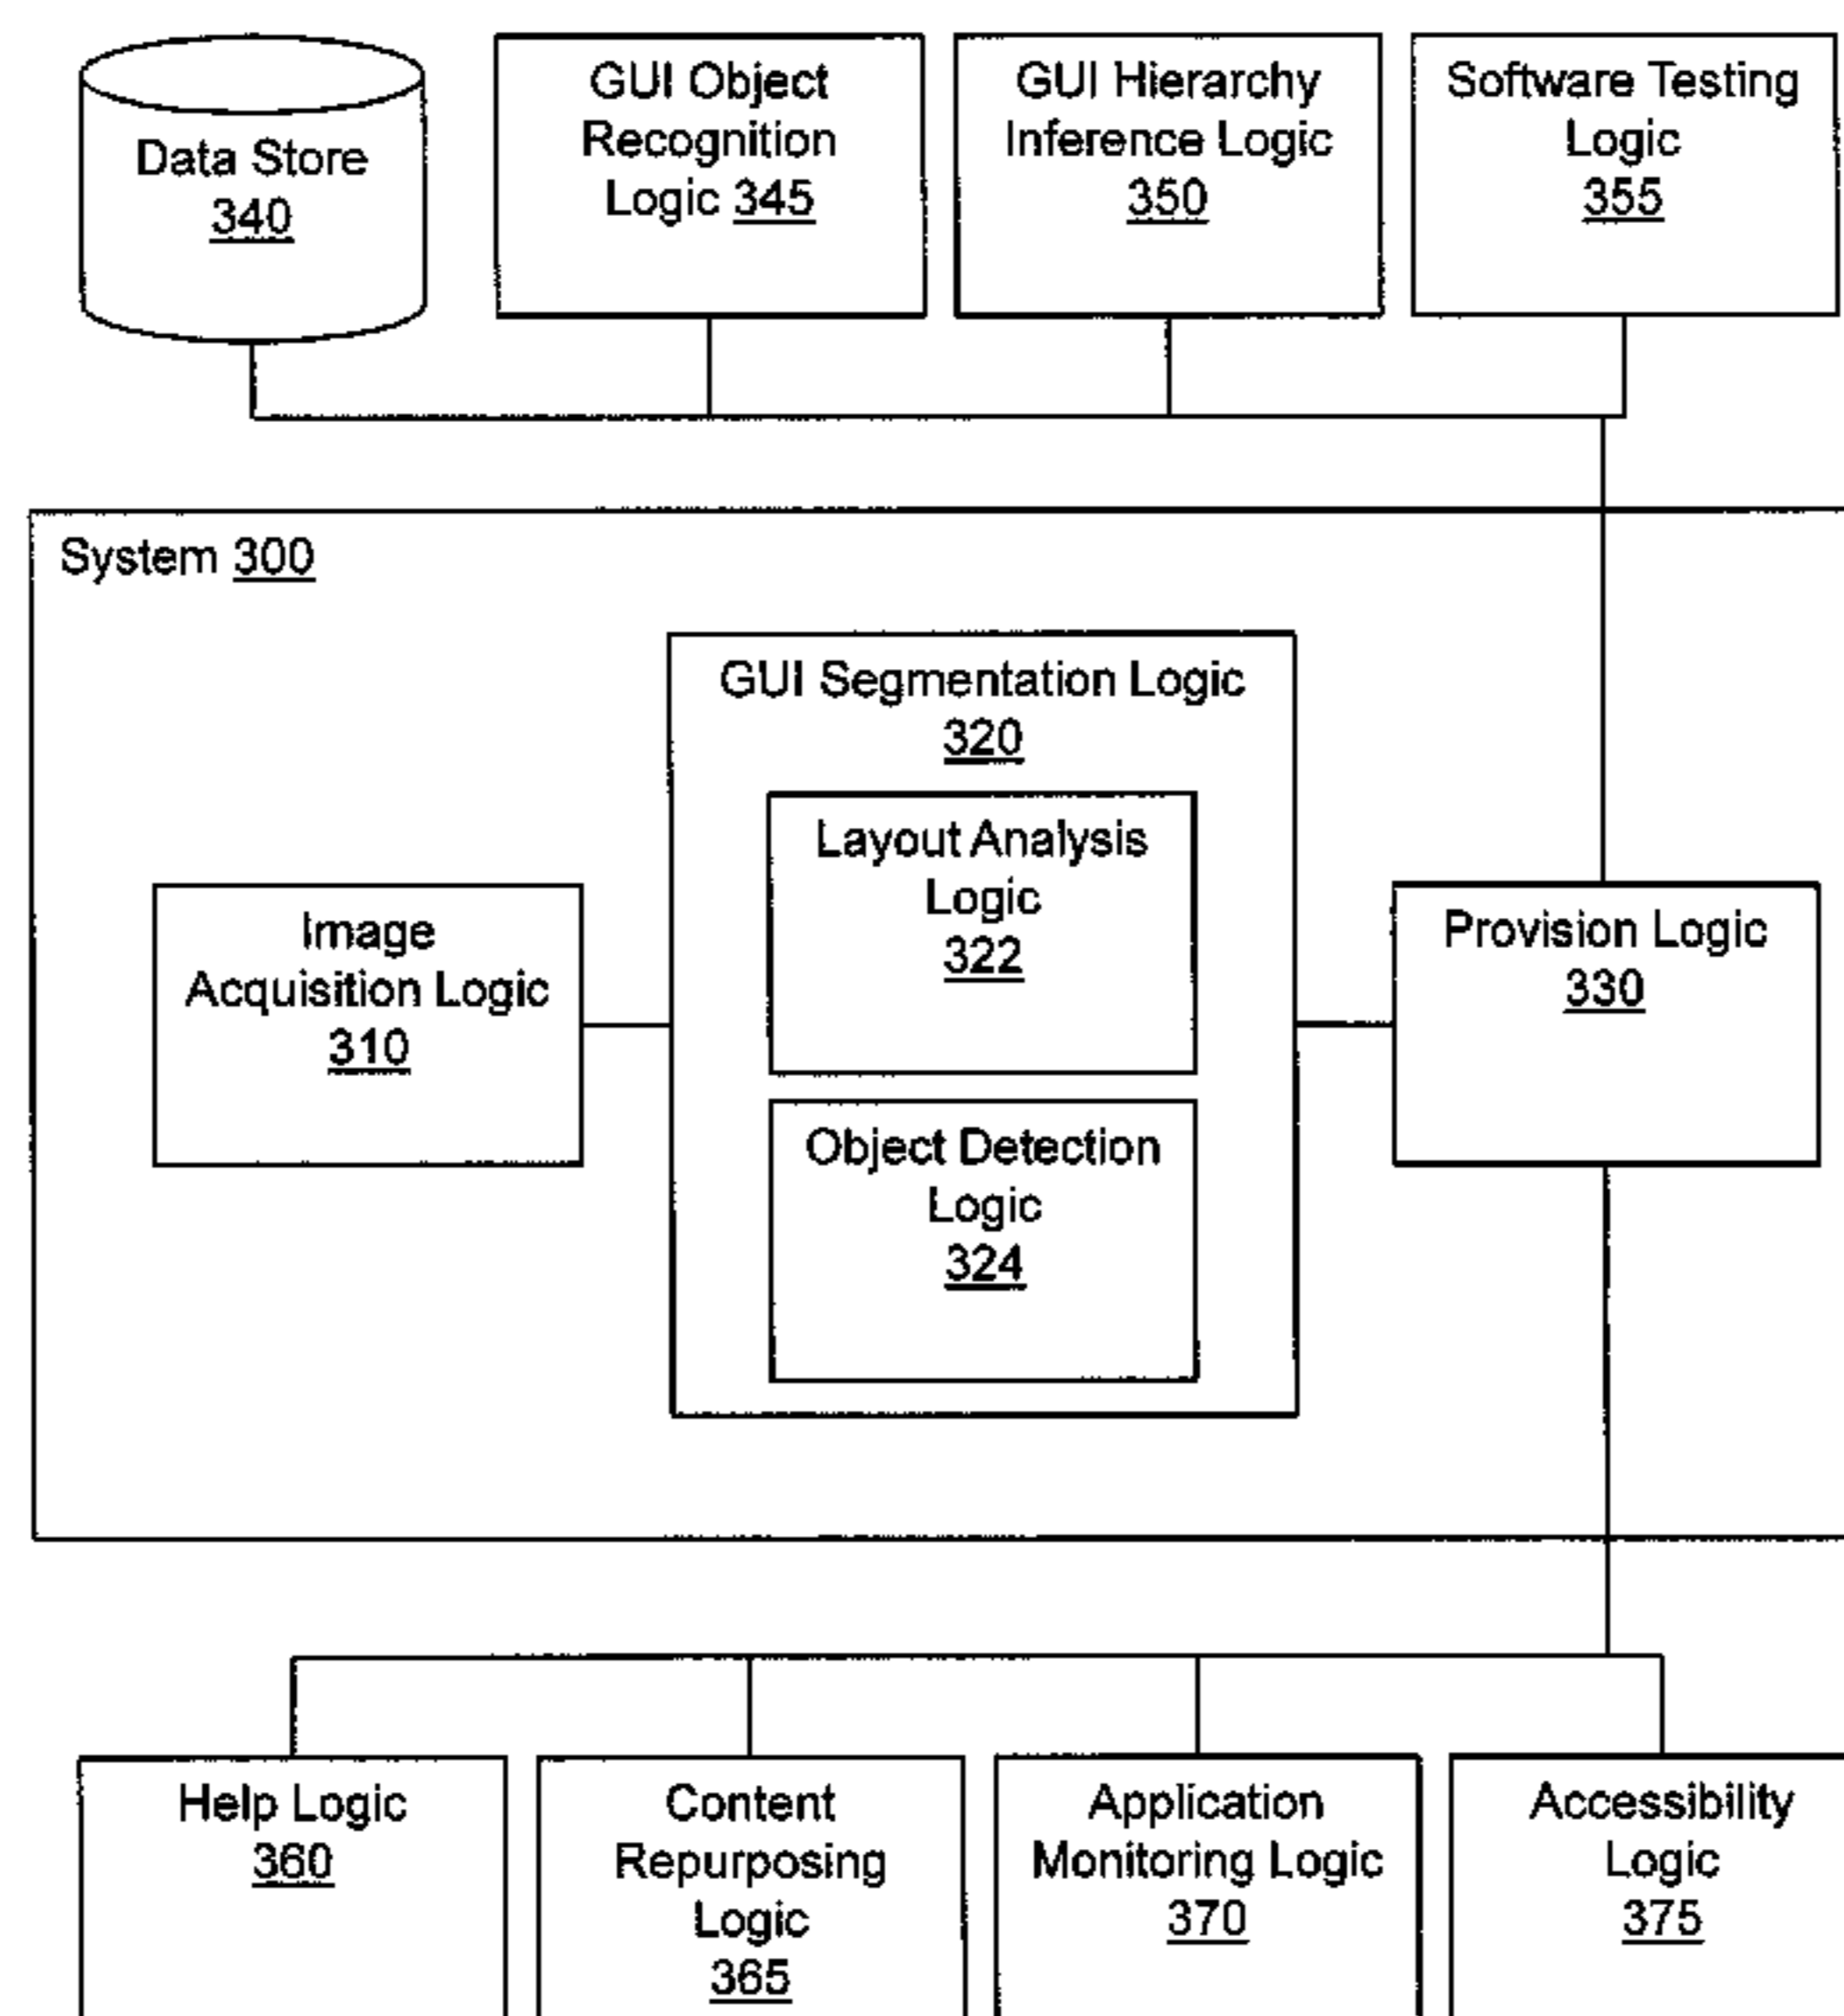 Data Store
340
GUI Object
Recognition
Logic 345
GUI Hierarchy
Inference Logic
350
Software Testing
Logic
355
System 300
GUI Segmentation Logic
320
Layout Analysis
Logic
322
Image
Acquisition Logic
310
Provision Logic
330
Object Detection
Logic
324
Help Logic
360
Content
Repurposing
Logic
365
Application
Monitoring Logic
370
Accessibility
Logic
375